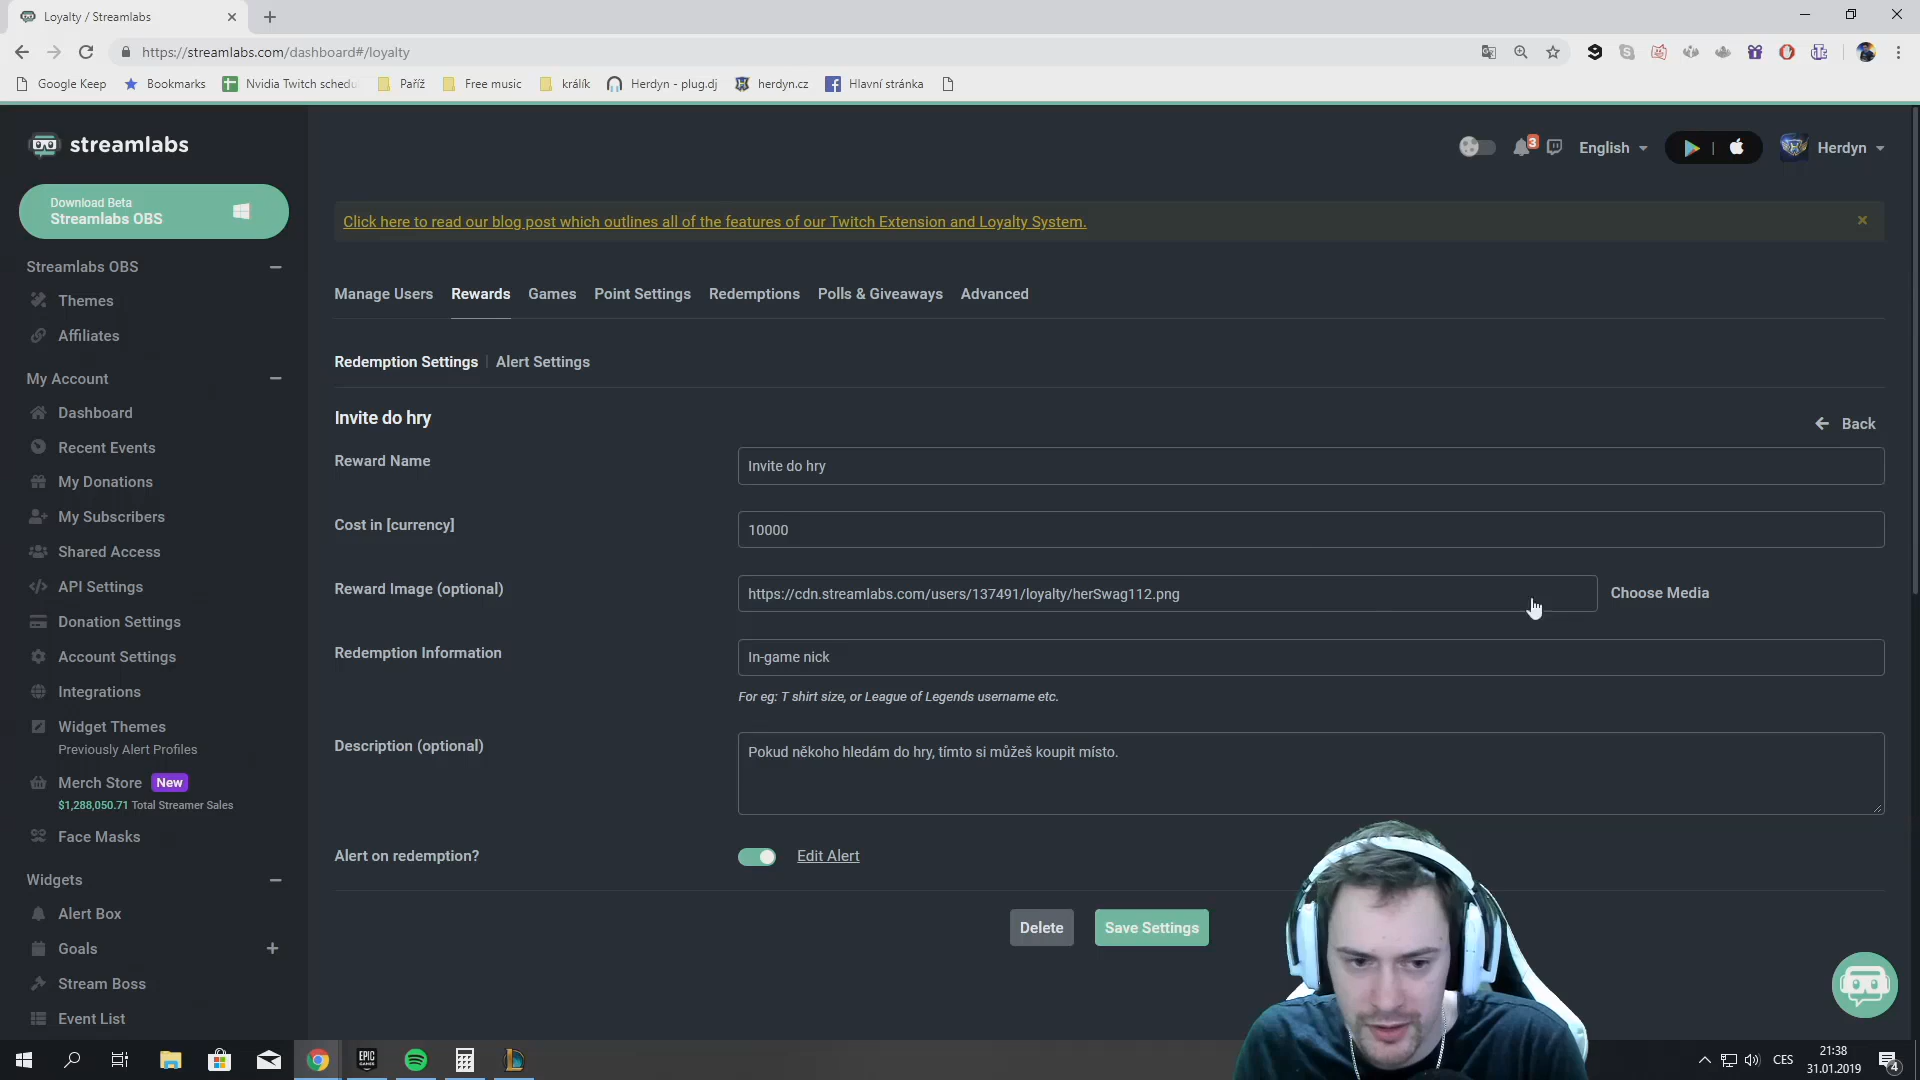 Loyalty / Streamlabs
https://streamlabs.com/dashboard#/loyalty
Google Keep
Bookmarks
Nvidia Twitch schedu
Paříž
Free music
králík
Herdyn - plug.dj
herdyn.cz
Hlavní stránka
streamlabs
3
English
Herdyn
Download Beta
Streamlabs OBS
Click here to read our blog post which outlines all of the features of our Twitch Extension and Loyalty System.
Streamlabs OBS
Themes
Affiliates
My Account
Dashboard
Recent Events
My Donations
My Subscribers
Shared Access
API Settings
Donation Settings
Account Settings
Integrations
Widget Themes
Previously Alert Profiles
Merch Store New
$1,288,050.71 Total Streamer Sales
Face Masks
Widgets
Alert Box
Goals
Stream Boss
Event List
Manage Users Rewards Games Point Settings Redemptions Polls & Giveaways Advanced
Redemption Settings | Alert Settings
Invite do hry
Back
Reward Name
Invite do hry
Cost in [currency]
10000
Reward Image (optional)
https://cdn.streamlabs.com/users/137491/loyalty/herSwag112.png
Choose Media
Redemption Information
In-game nick
For eg: T shirt size, or League of Legends username etc.
Description (optional)
Pokud někoho hledám do hry, tímto si můžeš koupit místo.
Alert on redemption?
Edit Alert
Delete
Save Settings
EPIC
GAMES
CES
21:38
31.01.2019
4